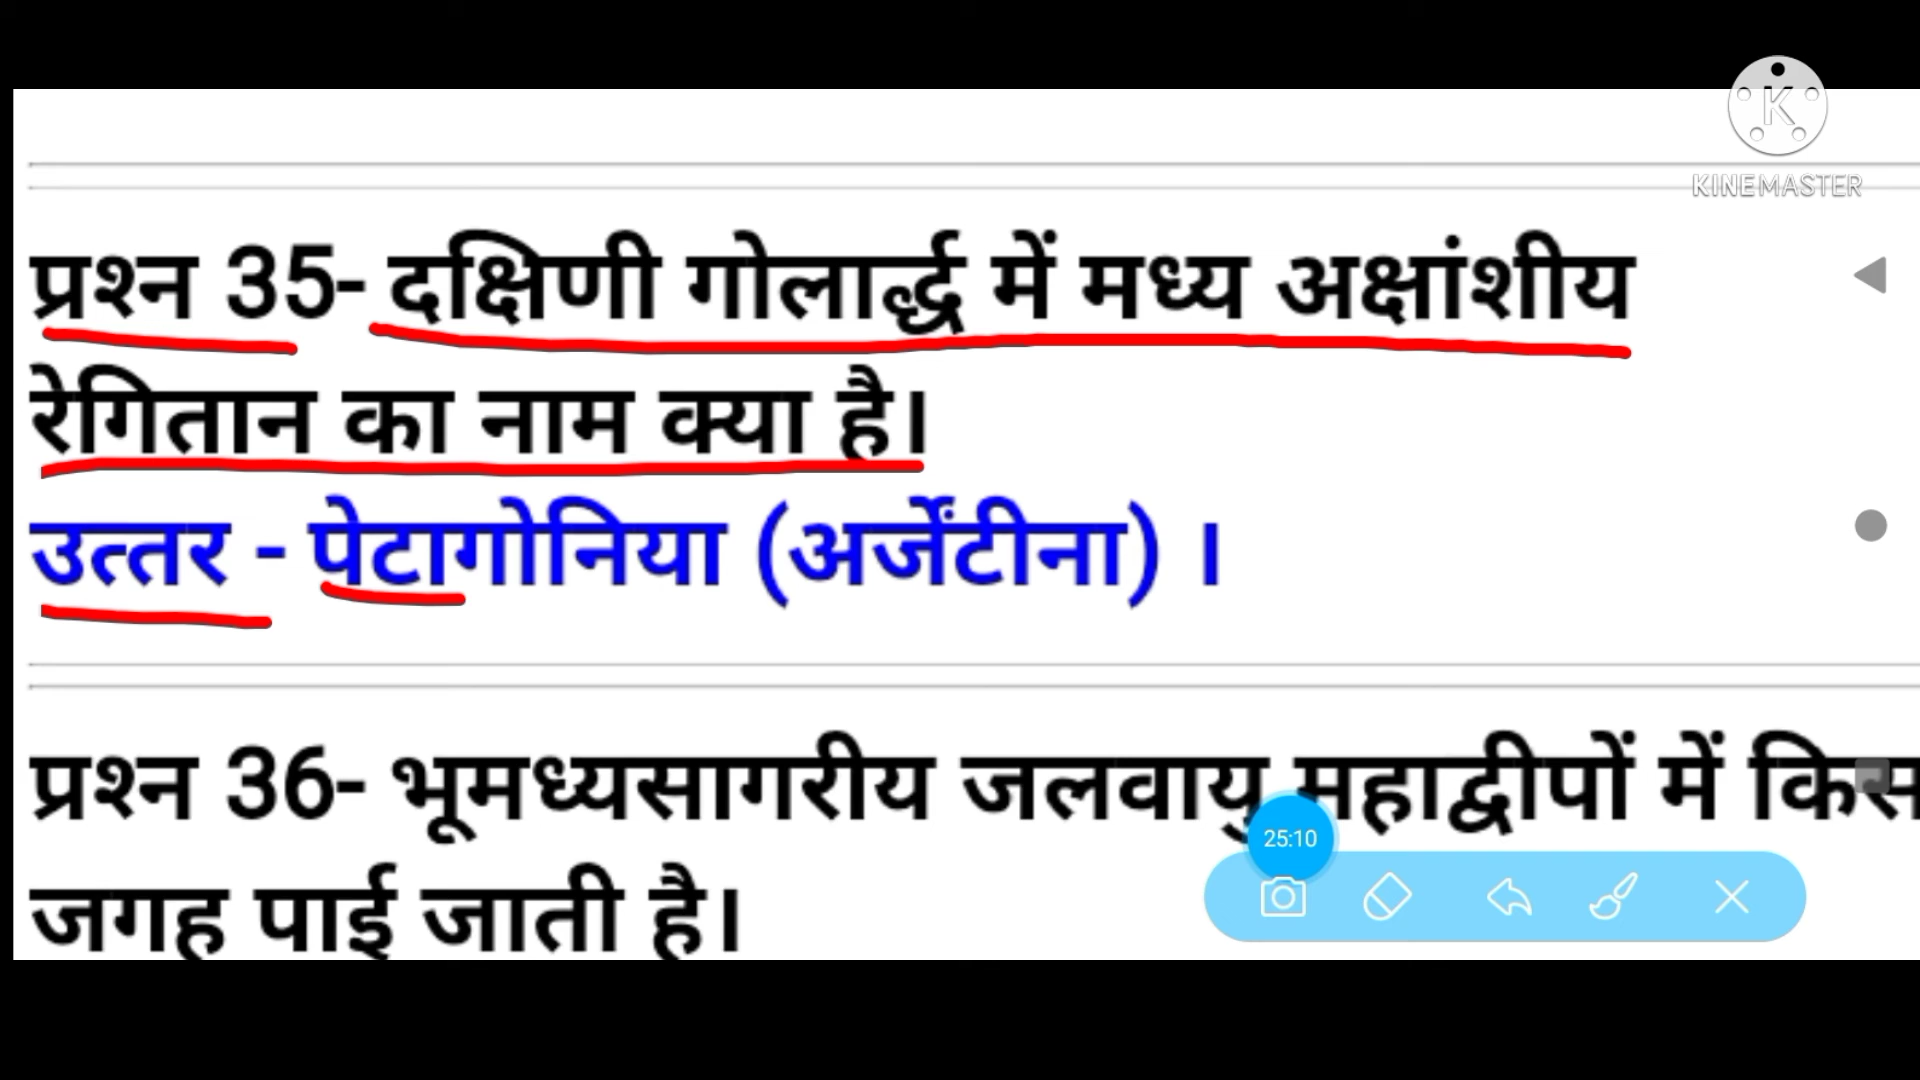 K
KINEMASTER
प्रश्न 35- दक्षिणी गोलार्द्ध में मध्य अक्षांशीय
रेगितान का नाम क्या है।
उत्तर - पेटागोनिया (अर्जेंटीना) ।
प्रश्न 36- भूमध्यसागरीय जलवायु महाद्वीपों में किस
जगह पाई जाती है।
25:10